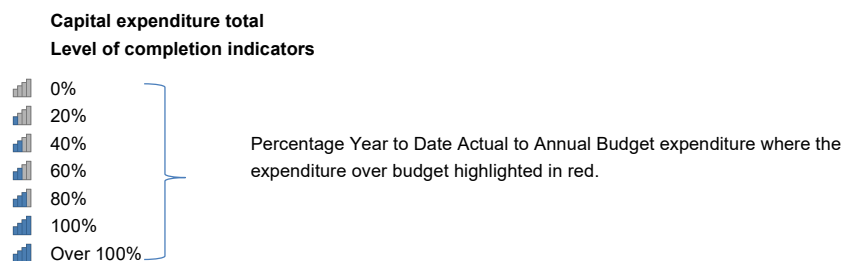 Capital expenditure total
Level of completion indicators
0%
20%
40%
60%
80%
100%
Over 100%
Percentage Year to Date Actual to Annual Budget expenditure where the
expenditure over budget highlighted in red.